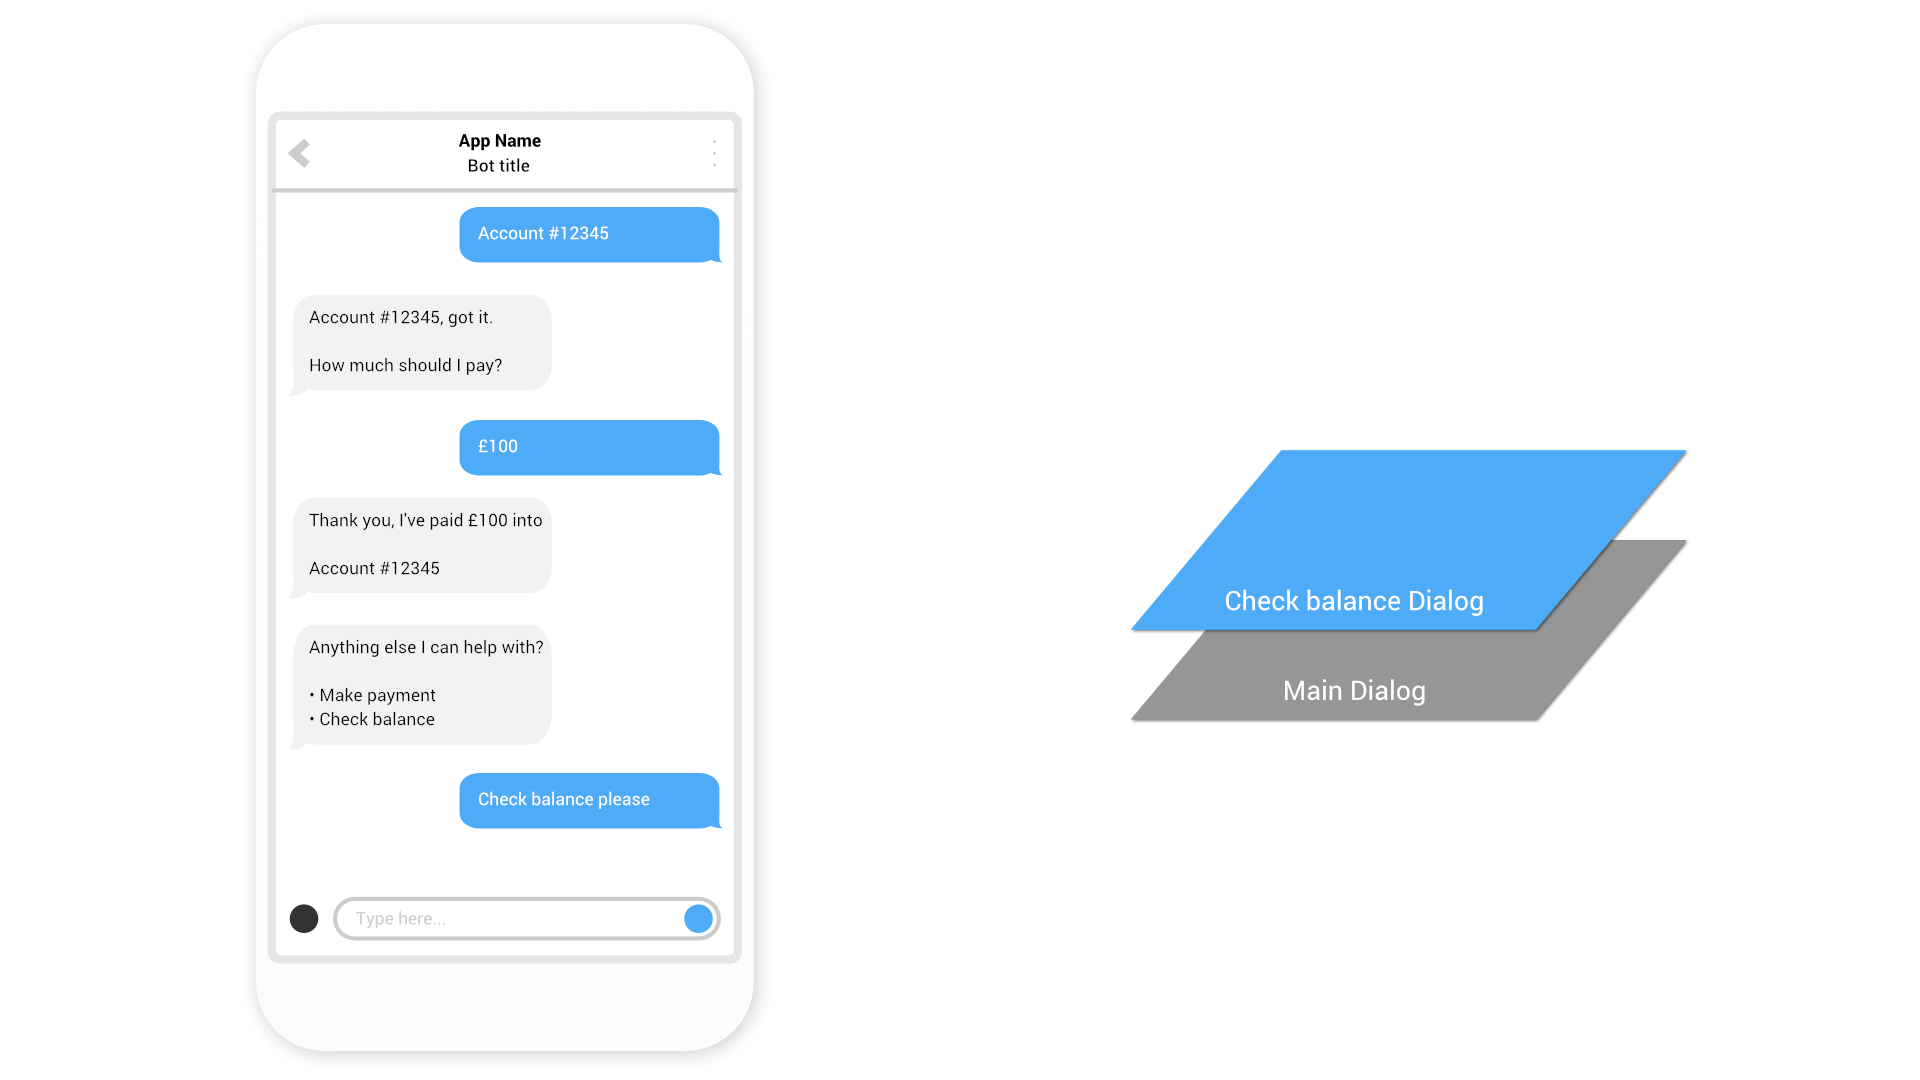 App Name
Bot title
Account #12345
Account #12345, got it.
How much should I pay?
£100
Thank you, I've paid £100 into
Account #12345
Anything else I can help with?
• Make payment
• Check balance
Check balance please
Type here...
Check balance Dialog
Main Dialog